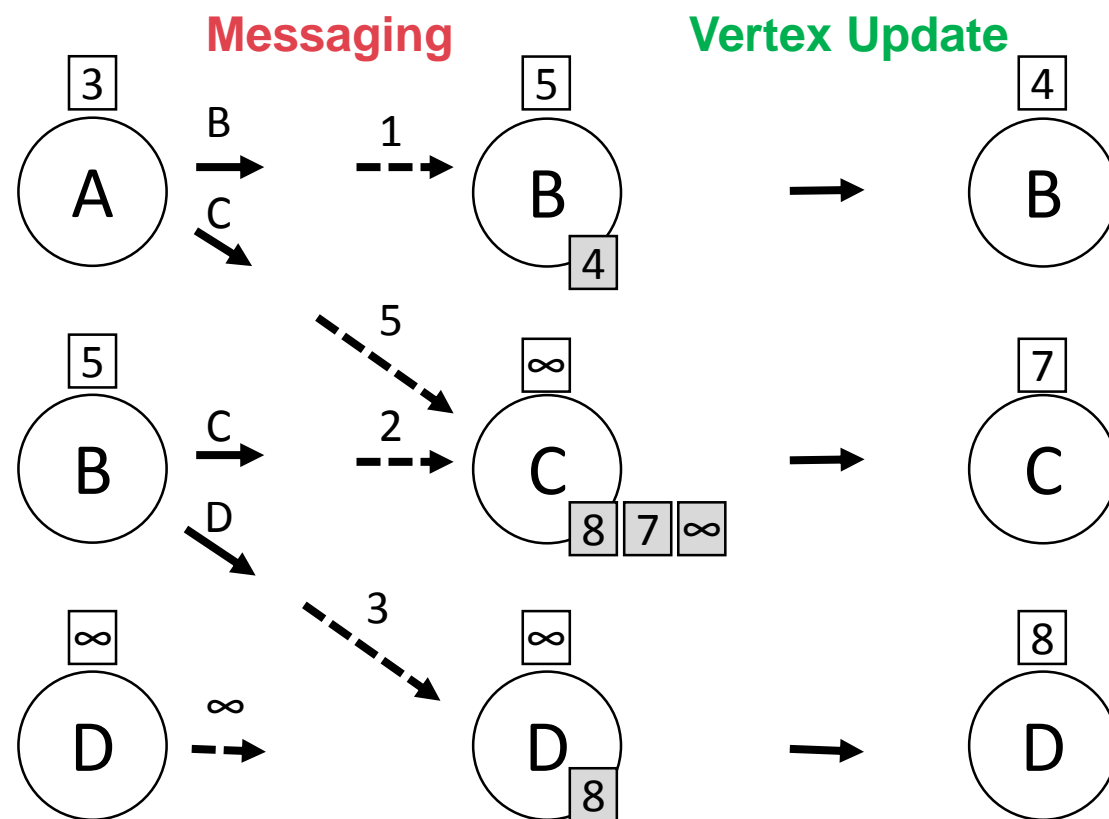 Messaging Vertex Update
3 5 4
A B 1 B B
C 4
5 5 ∞ 7
B C 2 C C
D 8 7 ∞
∞ 3 ∞ 8
D ∞ D D
8